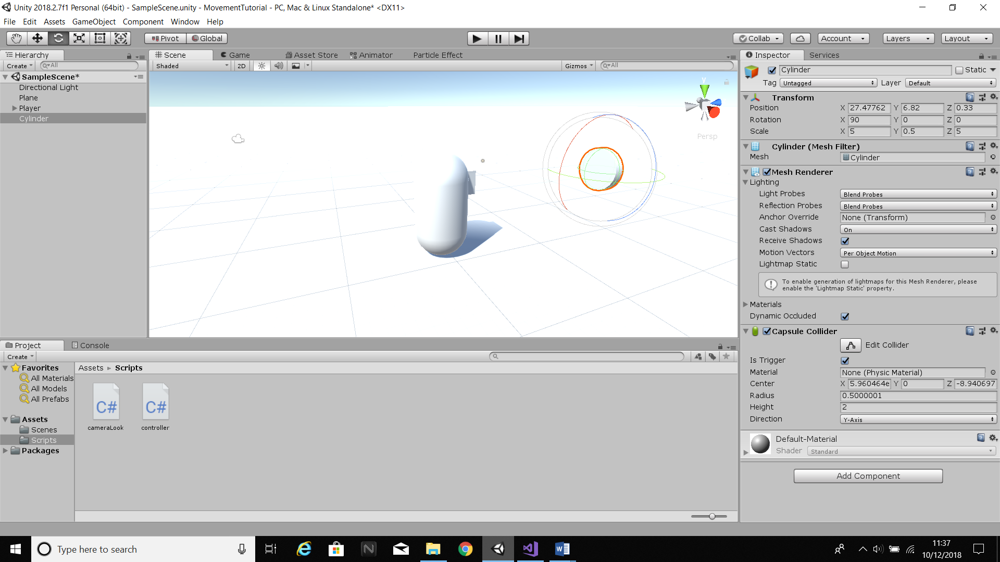 Unity 2018.2.7f1 Personal (64bit) - SampleScene.unity - MovementTutorial - PC, Mac & Linux Standalone* <DX11>
File Edit Assets GameObject Component Window Help
Pivot Global Collab Account Layers Layout
Hierarchy
Create All
SampleScene*
Directional Light
Plane
Player
Cylinder
Scene Game Asset Store Animator Particle Effect
Shaded 2D Gizmos All
y
Persp
Inspector Services
Cylinder Static
Tag Untagged Layer Default
Transform
Position X 27.47762 Y 6.82 Z 0.33
Rotation X 90 Y 0 Z 0
Scale X 5 Y 0.5 Z 5
Cylinder (Mesh Filter)
Mesh Cylinder
Mesh Renderer
Lighting
Light Probes Blend Probes
Reflection Probes Blend Probes
Anchor Override None (Transform)
Cast Shadows On
Receive Shadows
Motion Vectors Per Object Motion
Lightmap Static
To enable generation of lightmaps for this Mesh Renderer, please
enable the 'Lightmap Static' property.
Materials
Dynamic Occluded
Capsule Collider
Edit Collider
Is Trigger
Material None (Physic Material)
Center X 5.960464e Y 0 Z -8.940697
Radius 0.5000001
Height 2
Direction Y-Axis
Default-Material
Shader Standard
Add Component
Project Console
Create
Favorites
All Materials
All Models
All Prefabs
Assets
Scenes
Scripts
Packages
Assets Scripts
C# C#
cameraLook controller
Type here to search
11:37
10/12/2018